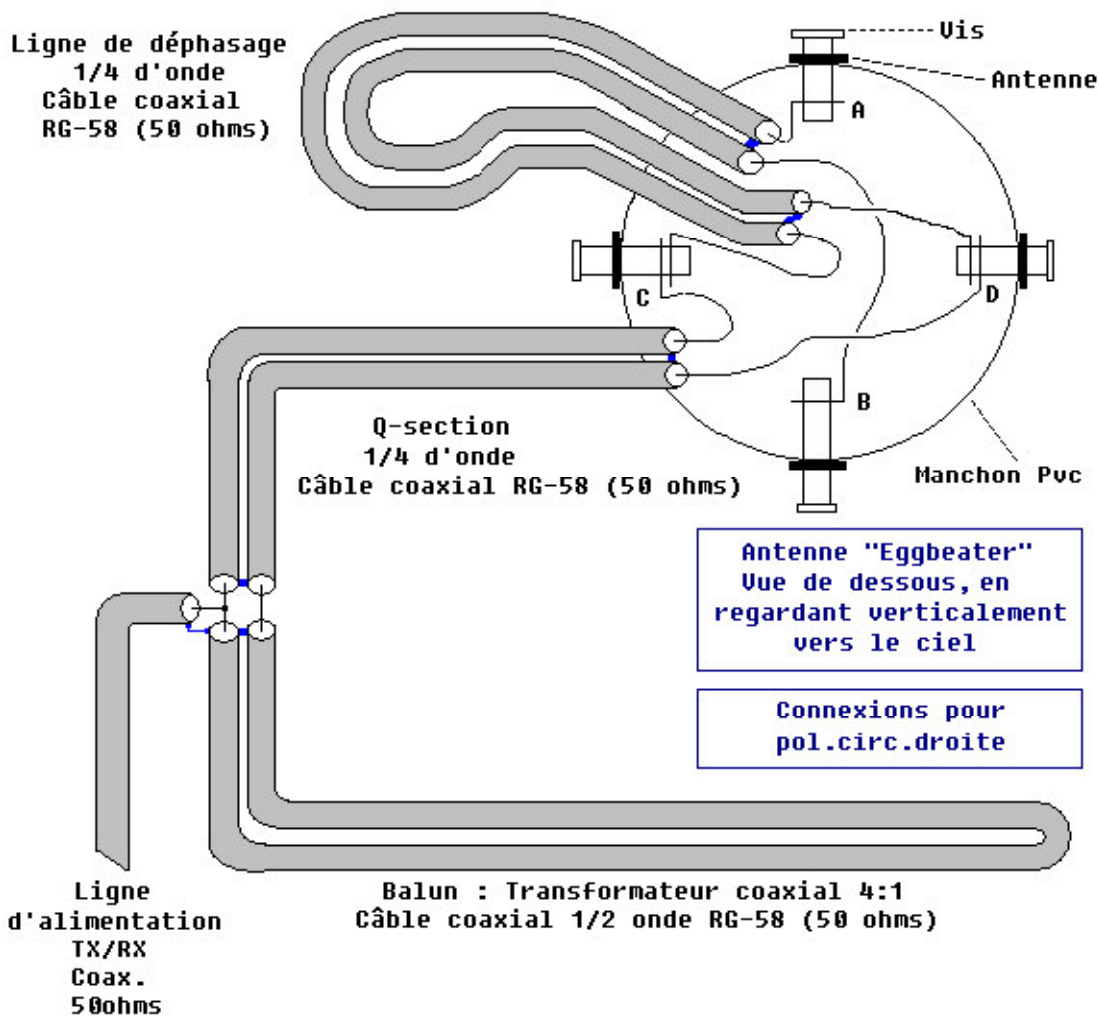 Ligne de déphasage
1/4 d'onde
Câble coaxial
RG-58 (50 ohms)
Vis
Antenne
A
C
D
B
Q-section
1/4 d'onde
Câble coaxial RG-58 (50 ohms)
Manchon Pvc
Antenne "Eggbeater"
Vue de dessous, en
regardant verticalement
vers le ciel
Connexions pour
pol.circ.droite
Ligne
d'alimentation
TX/RX
Coax.
50ohms
Balun : Transformateur coaxial 4:1
Câble coaxial 1/2 onde RG-58 (50 ohms)